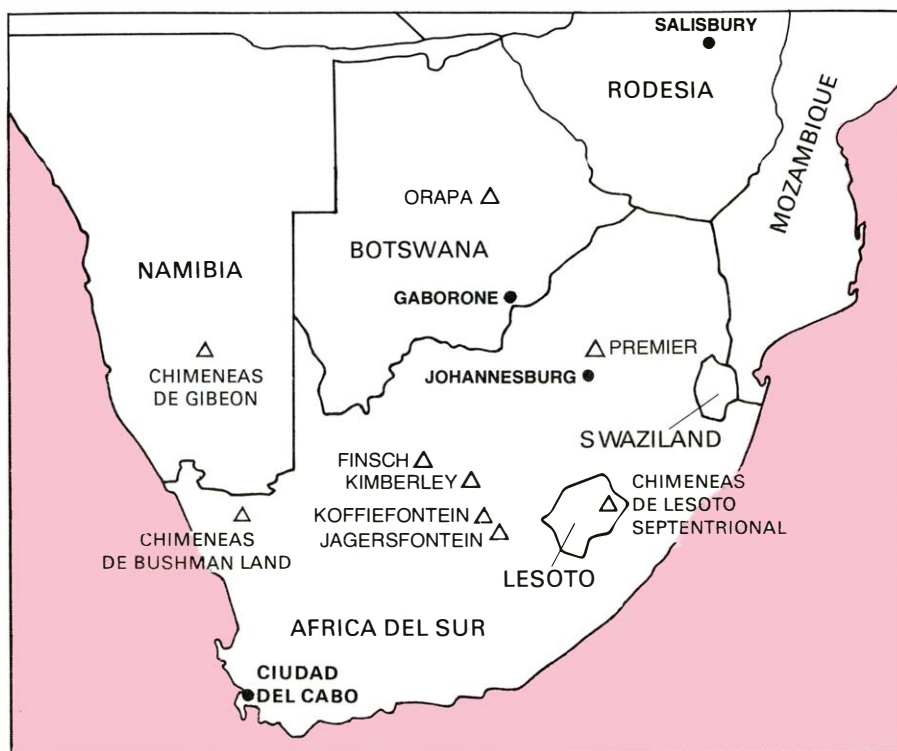 SALISBURY
RODESIA
MOZAMBIQUE
ORAPA
BOTSWANA
NAMIBIA
GABORONE
PREMIER
CHIMENEAS
DE GIBEON
JOHANNESBURG
SWAZILAND
FINSCH
KIMBERLEY
CHIMENEAS
DE LESOTO
SEPTENTRIONAL
KOFFIEFONTEIN
JAGERSFONTEIN
CHIMENEAS
DE BUSHMAN LAND
LESOTO
AFRICA DEL SUR
CIUDAD
DEL CABO